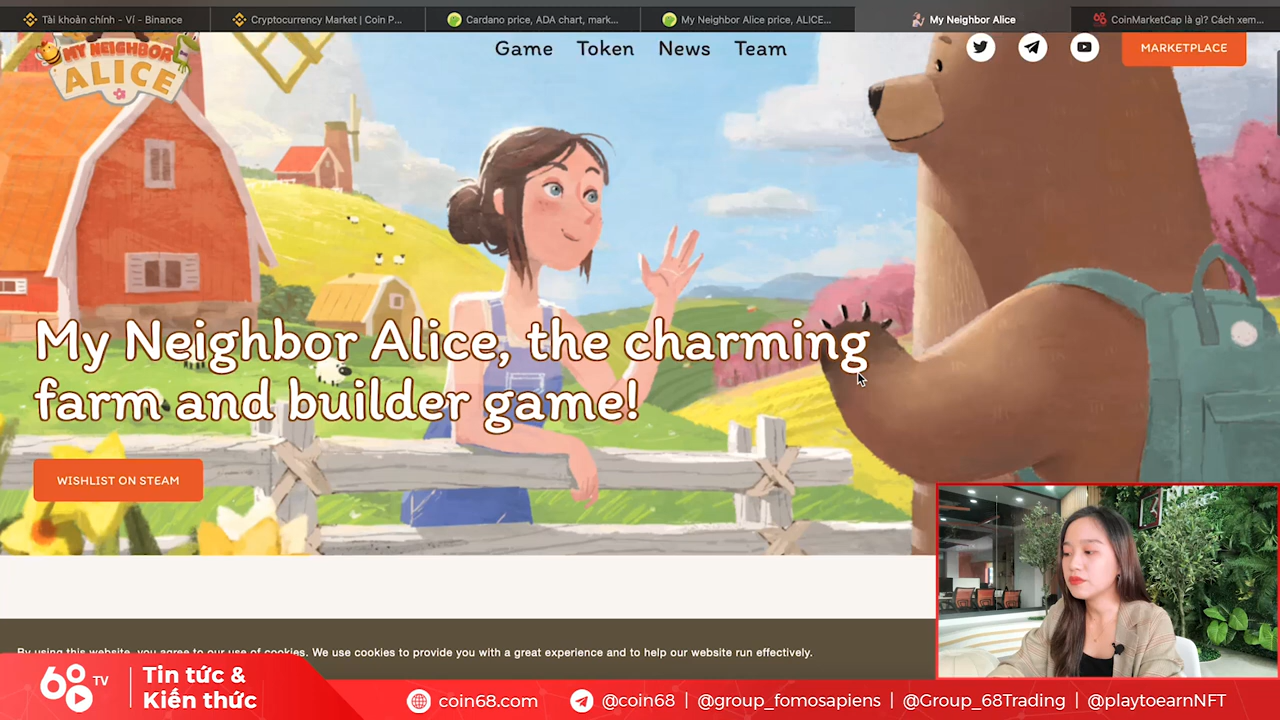 Tài khoản chính - Ví - Binance
Cryptocurrency Market | Coin P...
Cardano price, ADA chart, mark...
My Neighbor Alice price, ALICE...
My Neighbor Alice
CoinMarketCap là gì? Cách xem...
MY NEIGHBOR
ALICE
Game Token News Team
MARKETPLACE
My Neighbor Alice, the charming
farm and builder game!
WISHLIST ON STEAM
By using this website, you agree to our use of cookies. We use cookies to provide you with a great experience and to help our website run effectively.
68 TV
Tin tức &
Kiến thức
coin68.com
@coin68 | @group_fomosapiens | @Group_68Trading | @playtoearnNFT